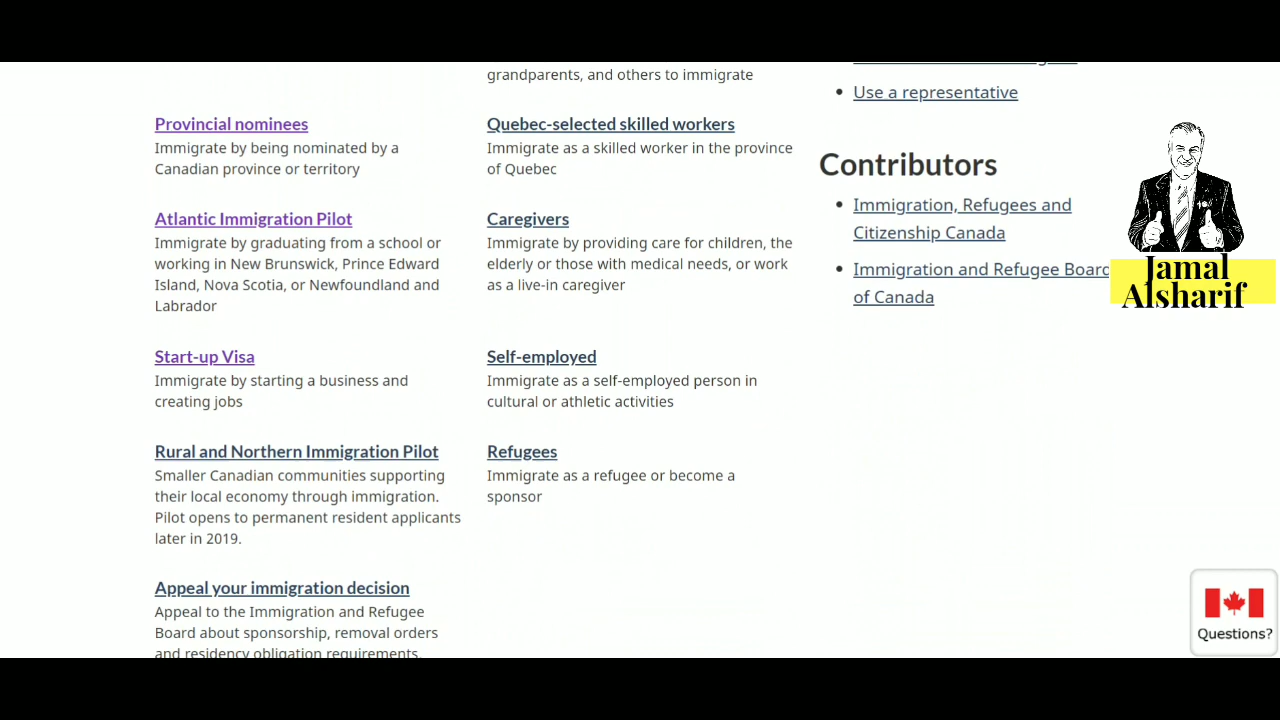 grandparents, and others to immigrate
Provincial nominees
Immigrate by being nominated by a
Canadian province or territory
Quebec-selected skilled workers
Immigrate as a skilled worker in the province
of Quebec
Atlantic Immigration Pilot
Immigrate by graduating from a school or
working in New Brunswick, Prince Edward
Island, Nova Scotia, or Newfoundland and
Labrador
Caregivers
Immigrate by providing care for children, the
elderly or those with medical needs, or work
as a live-in caregiver
Start-up Visa
Immigrate by starting a business and
creating jobs
Self-employed
Immigrate as a self-employed person in
cultural or athletic activities
Rural and Northern Immigration Pilot
Smaller Canadian communities supporting
their local economy through immigration.
Pilot opens to permanent resident applicants
later in 2019.
Refugees
Immigrate as a refugee or become a
sponsor
Appeal your immigration decision
Appeal to the Immigration and Refugee
Board about sponsorship, removal orders
and residency obligation requirements.
Use a representative
Contributors
Immigration, Refugees and
Citizenship Canada
Immigration and Refugee Board
of Canada
Jamal
Alsharif
Questions?